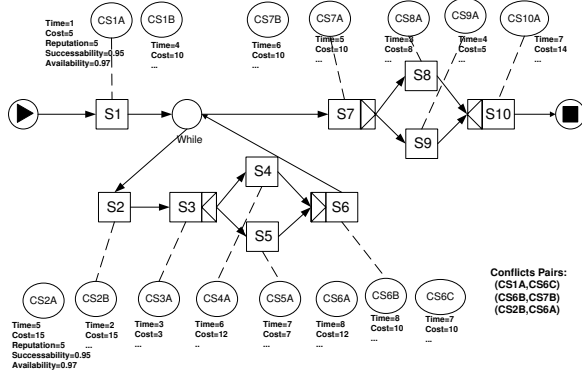 CS1A
CS1B
CS7B
CS7A
CS8A
CS9A
CS10A
Time=1
Cost=5
Reputation=5
Successability=0.95
Availability=0.97
Time=4
Cost=10
...
Time=6
Cost=10
...
Time=5
Cost=10
...
Time=3
Cost=8
...
Time=4
Cost=5
...
Time=7
Cost=14
...
S1
While
S7
S8
S9
S10
S2
S3
S4
S5
S6
CS2A
CS2B
CS3A
CS4A
CS5A
CS6A
CS6B
CS6C
Time=5
Cost=15
Reputation=5
Successability=0.95
Availability=0.97
Time=2
Cost=15
...
Time=3
Cost=3
...
Time=6
Cost=12
..
Time=7
Cost=7
...
Time=8
Cost=12
...
Time=8
Cost=10
...
Time=7
Cost=10
...
Conflicts Pairs:
(CS1A,CS6C)
(CS6B,CS7B)
(CS2B,CS6A)